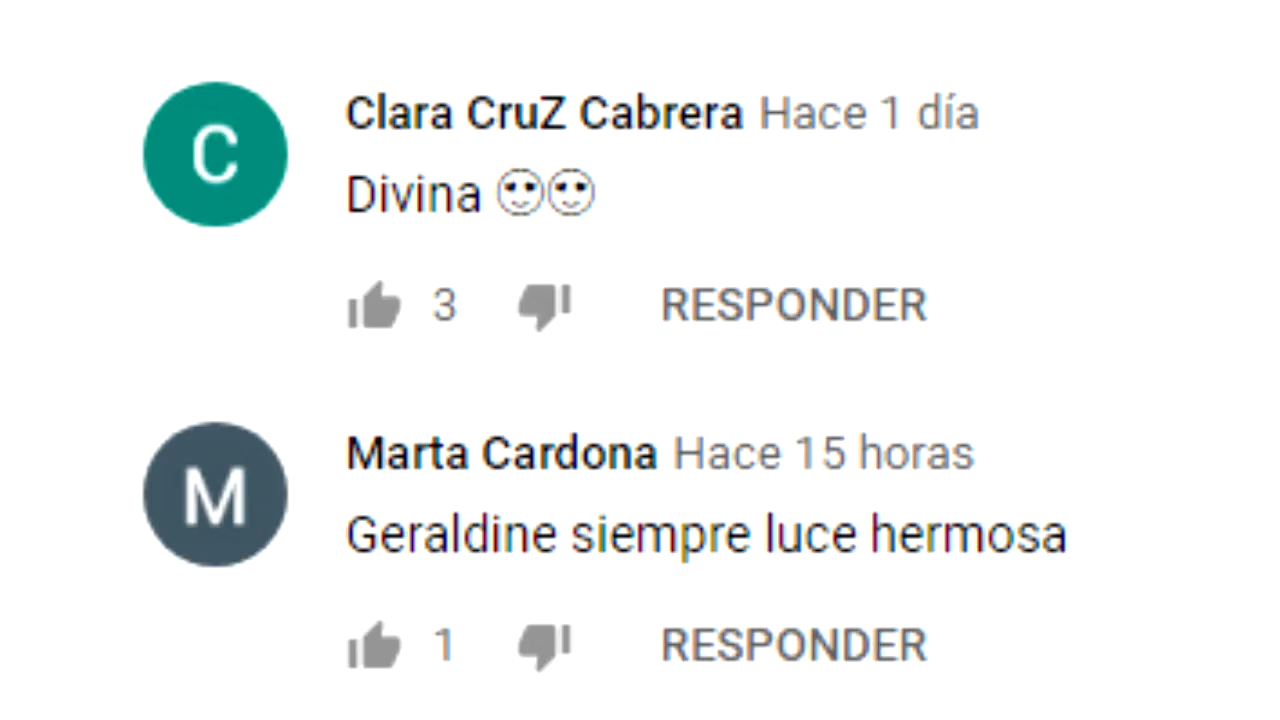 C
Clara CruZ Cabrera Hace 1 día
Divina 😍😍
3 RESPONDER
M
Marta Cardona Hace 15 horas
Geraldine siempre luce hermosa
1 RESPONDER